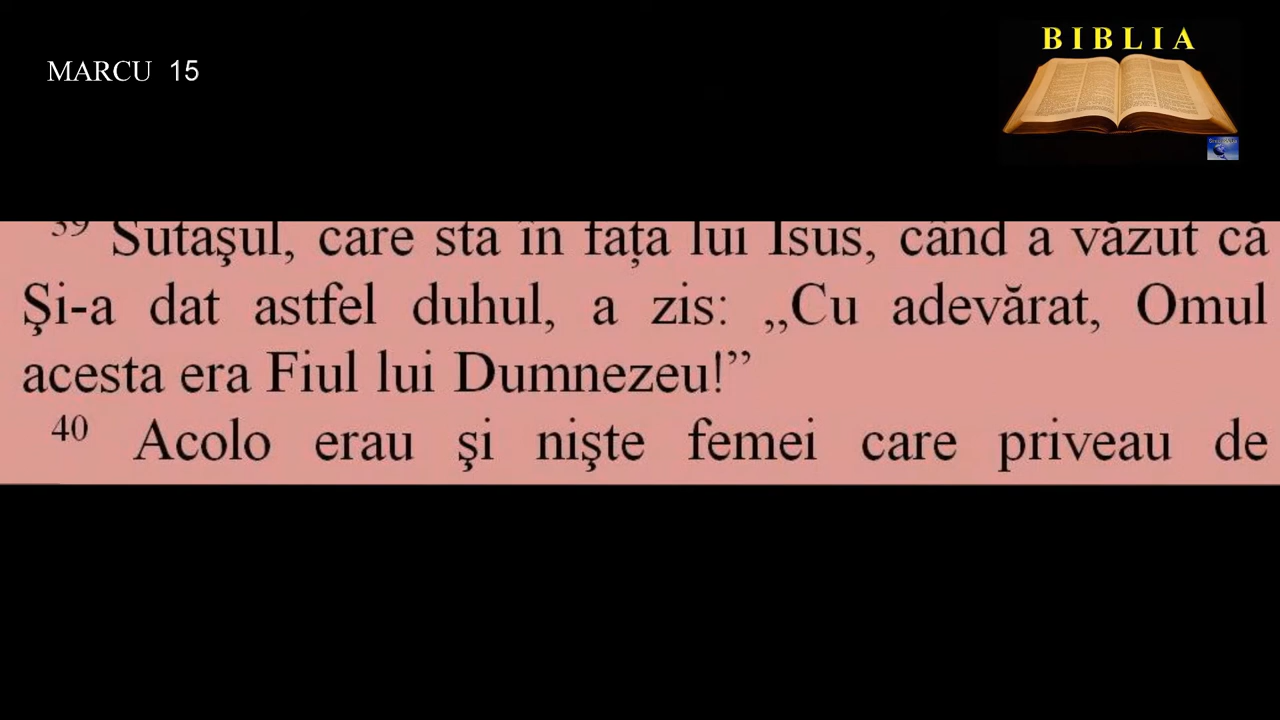 BIBLIA
MARCU 15
39 Sutaşul, care sta în faţa lui Isus, când a văzut că
Şi-a dat astfel duhul, a zis: „Cu adevărat, Omul
acesta era Fiul lui Dumnezeu!”
40 Acolo erau şi nişte femei care priveau de